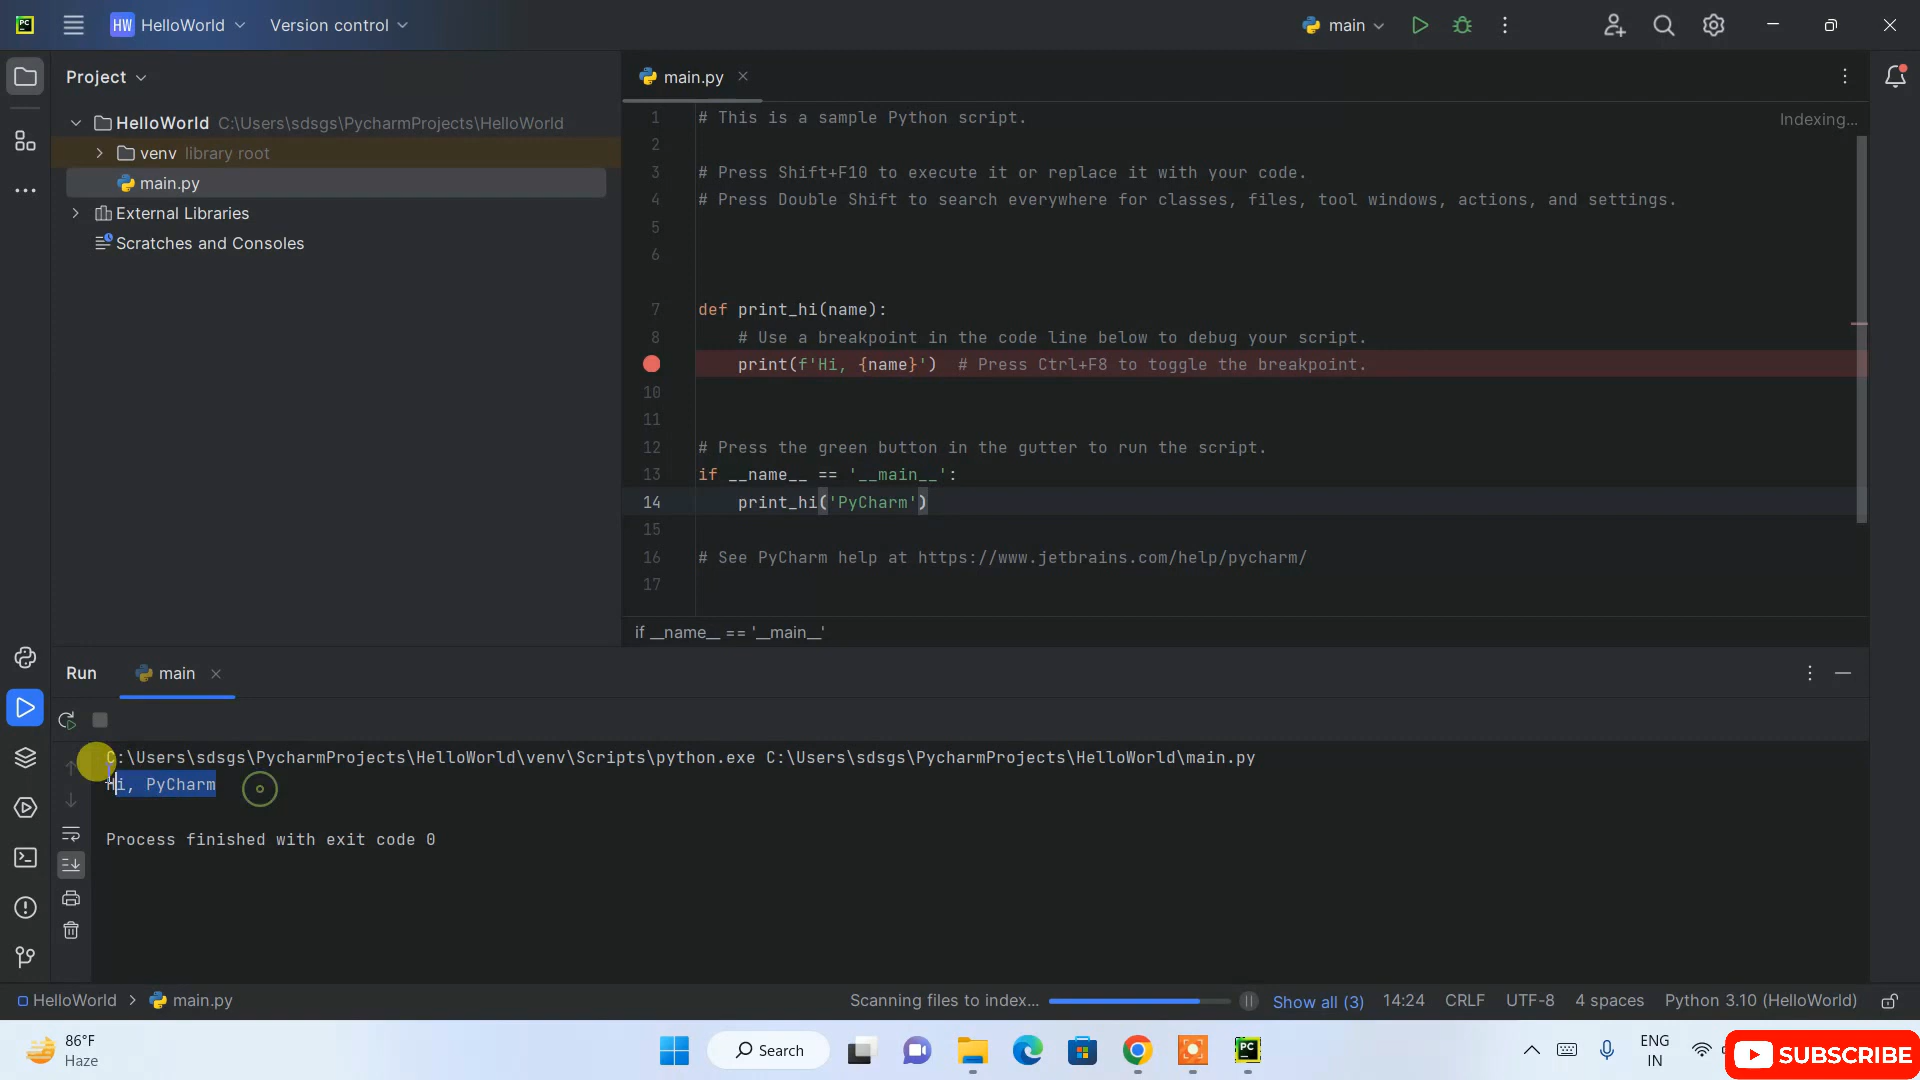 PC
HW HelloWorld
Version control
main
Project
main.py
HelloWorld C:\Users\sdsgs\PycharmProjects\HelloWorld
venv library root
main.py
External Libraries
Scratches and Consoles
Indexing...
1 # This is a sample Python script.
2
3 # Press Shift+F10 to execute it or replace it with your code.
4 # Press Double Shift to search everywhere for classes, files, tool windows, actions, and settings.
5
6
7 def print_hi(name):
8 # Use a breakpoint in the code line below to debug your script.
print(f'Hi, {name}')  # Press Ctrl+F8 to toggle the breakpoint.
10
11
12 # Press the green button in the gutter to run the script.
13 if __name__ == '__main__':
14 print_hi('PyCharm')
15
16 # See PyCharm help at https://www.jetbrains.com/help/pycharm/
17
if __name__ == '__main__'
Run
main
C:\Users\sdsgs\PycharmProjects\HelloWorld\venv\Scripts\python.exe C:\Users\sdsgs\PycharmProjects\HelloWorld\main.py
Hi, PyCharm
Process finished with exit code 0
HelloWorld > main.py
Scanning files to index...
Show all (3)
14:24
CRLF
UTF-8
4 spaces
Python 3.10 (HelloWorld)
86°F
Haze
Search
PC
ENG
IN
SUBSCRIBE